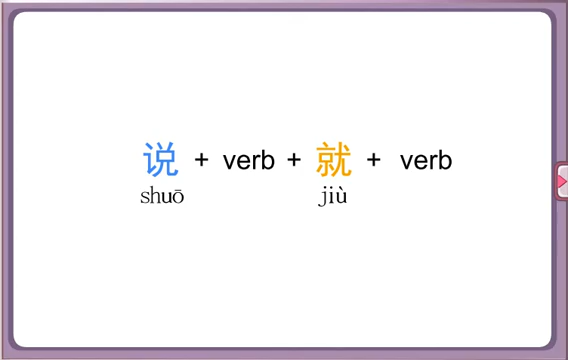 说 + verb + 就 + verb
shuō jiù